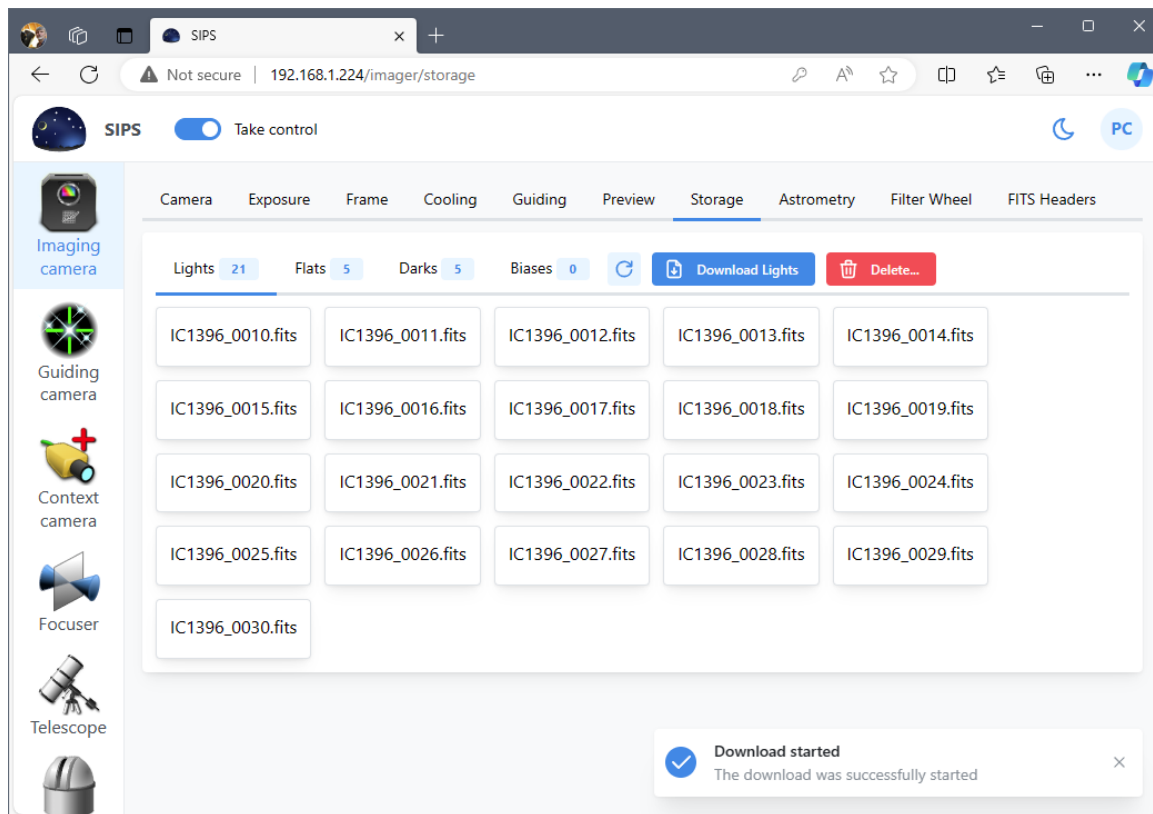 SIPS
Not secure | 192.168.1.224/imager/storage
SIPS Take control PC
Imaging camera
Guiding camera
Context camera
Focuser
Telescope
Camera Exposure Frame Cooling Guiding Preview Storage Astrometry Filter Wheel FITS Headers
Lights 21 Flats 5 Darks 5 Biases 0 Download Lights Delete...
IC1396_0010.fits IC1396_0011.fits IC1396_0012.fits IC1396_0013.fits IC1396_0014.fits
IC1396_0015.fits IC1396_0016.fits IC1396_0017.fits IC1396_0018.fits IC1396_0019.fits
IC1396_0020.fits IC1396_0021.fits IC1396_0022.fits IC1396_0023.fits IC1396_0024.fits
IC1396_0025.fits IC1396_0026.fits IC1396_0027.fits IC1396_0028.fits IC1396_0029.fits
IC1396_0030.fits
Download started
The download was successfully started